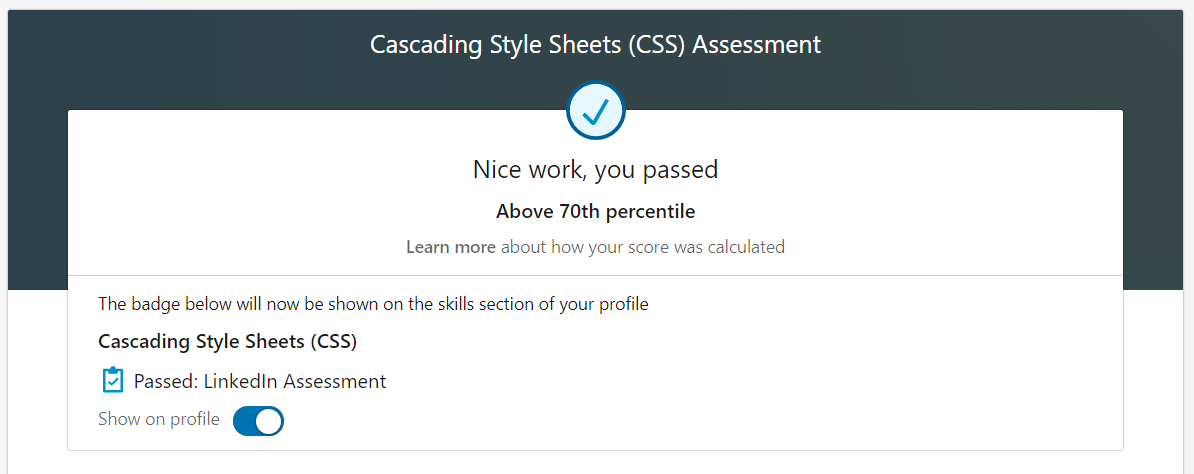 Cascading Style Sheets (CSS) Assessment
Nice work, you passed
Above 70th percentile
Learn more about how your score was calculated
The badge below will now be shown on the skills section of your profile
Cascading Style Sheets (CSS)
Passed: LinkedIn Assessment
Show on profile